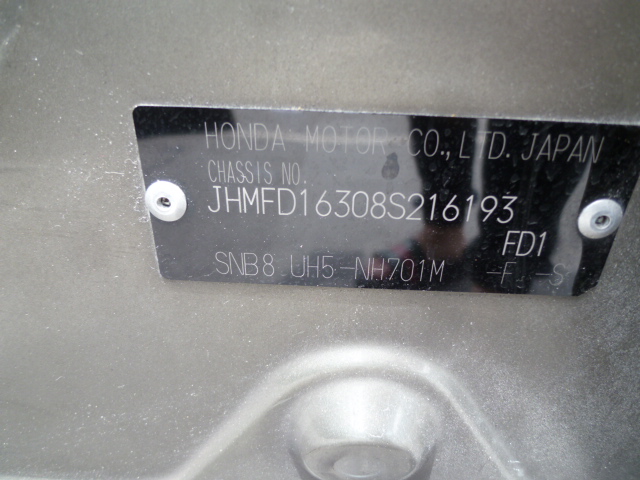 HONDA MOTOR CO.,LTD. JAPAN
CHASSIS NO.
JHMFD16308S216193
FD1
SNB8 UH5-NH701M -F -S